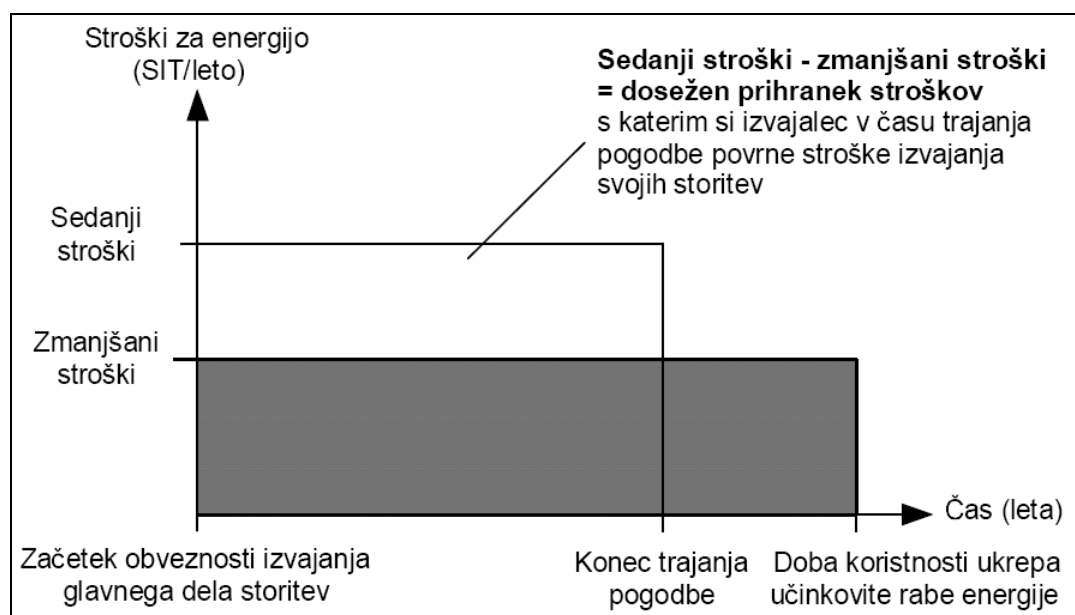 Stroški za energijo
(SIT/leto)
Sedanji stroški - zmanjšani stroški
= dosežen prihranek stroškov
s katerim si izvajalec v času trajanja
pogodbe povrne stroške izvajanja
svojih storitev
Sedanji
stroški
Zmanjšani
stroški
Čas (leta)
Začetek obveznosti izvajanja
glavnega dela storitev
Konec trajanja
pogodbe
Doba koristnosti ukrepa
učinkovite rabe energije